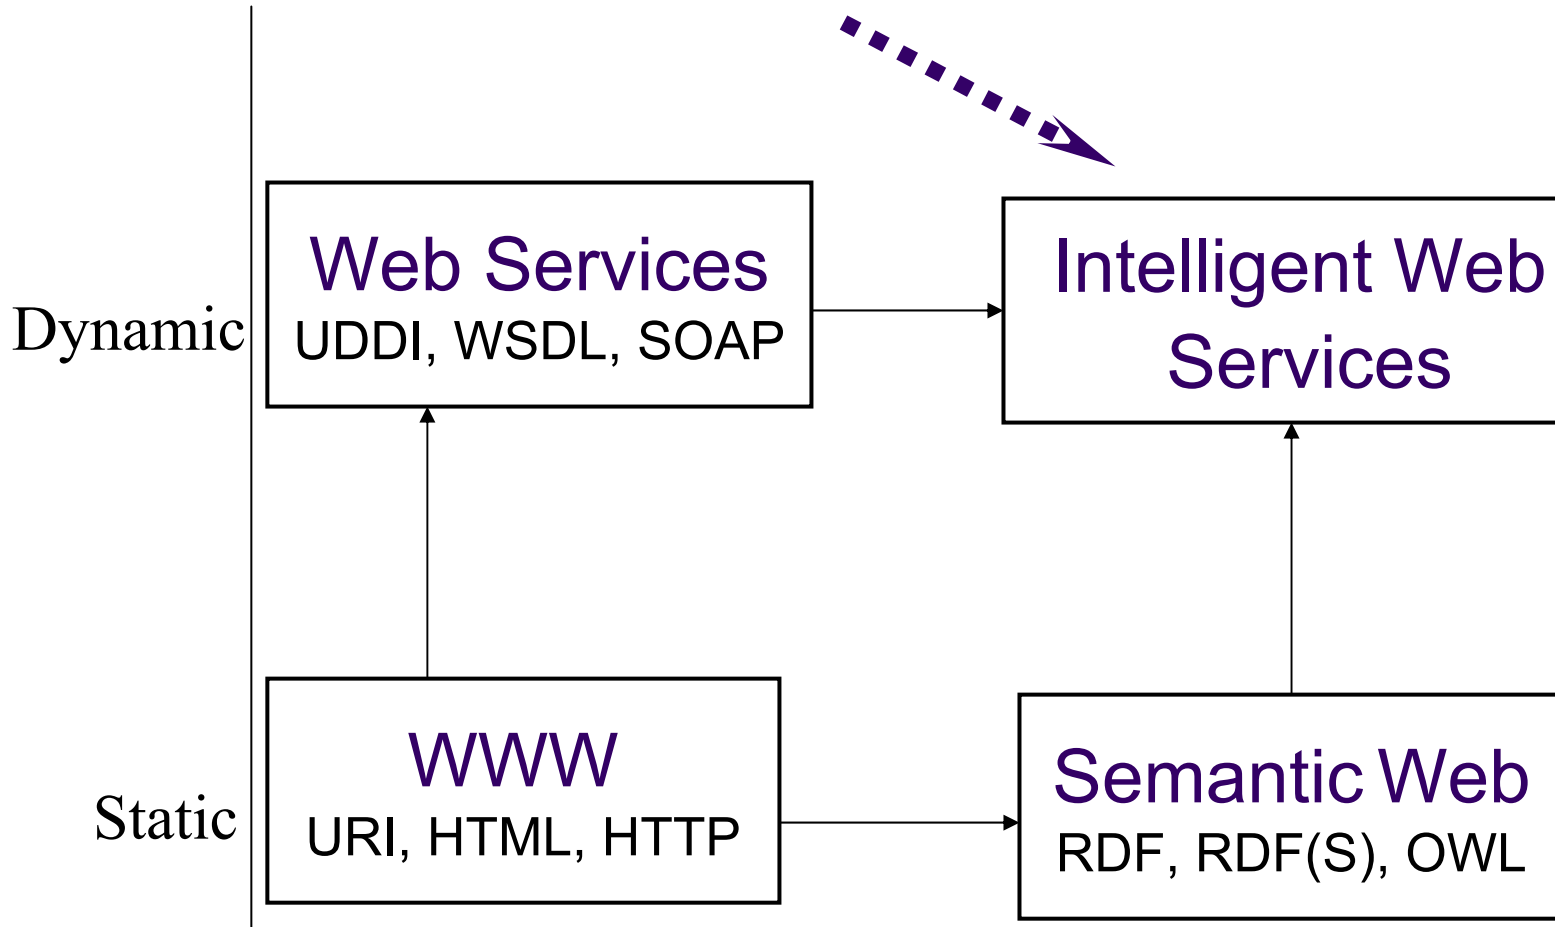 Dynamic
Web Services
UDDI, WSDL, SOAP
Intelligent Web
Services
Static
WWW
URI, HTML, HTTP
Semantic Web
RDF, RDF(S), OWL